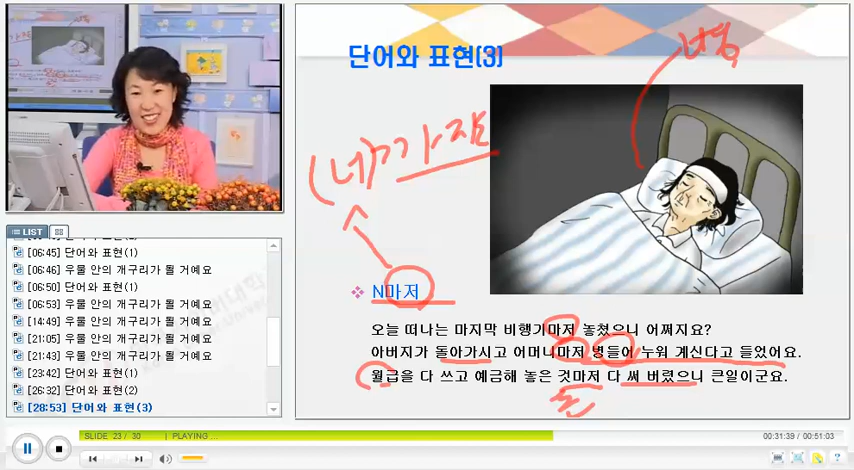 단어와 표현(3)
N마저
오늘 떠나는 마지막 비행기마저 놓쳤으니 어쩌지요?
아버지가 돌아가시고 어머니마저 병들어 누워 계신다고 들었어요.
월급을 다 쓰고 예금해 놓은 것마저 다 써 버렸으니 큰일이군요.
LIST
[06:45] 단어와 표현(1)
[06:46] 우물 안의 개구리가 될 거예요
[06:50] 단어와 표현(1)
[06:53] 우물 안의 개구리가 될 거예요
[14:49] 우물 안의 개구리가 될 거예요
[21:05] 우물 안의 개구리가 될 거예요
[21:43] 우물 안의 개구리가 될 거예요
[23:42] 단어와 표현(1)
[26:32] 단어와 표현(2)
[28:53] 단어와 표현(3)
SLIDE 23 / 30 | PLAYING ...
00:31:39 / 00:51:03